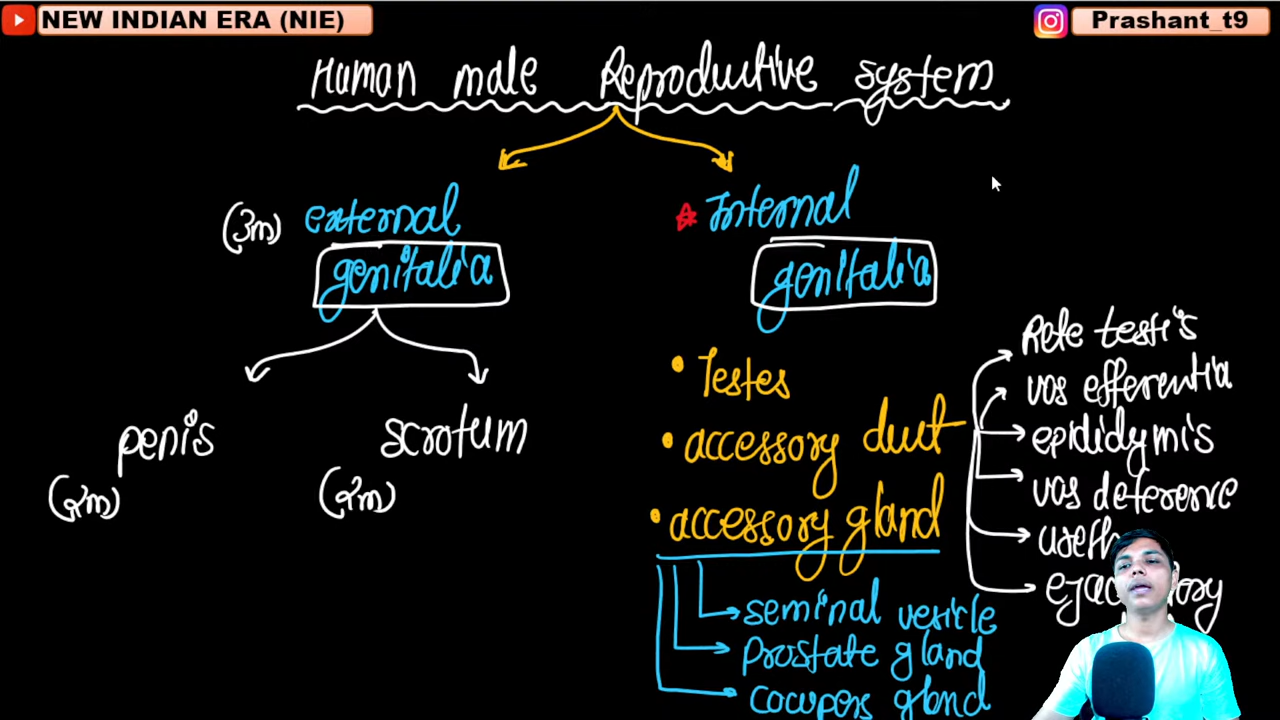 NEW INDIAN ERA (NIE)
Prashant_t9
Human male Reproductive system
(3m) external
genitalia
Internal
genitalia
penis
(2m)
scrotum
(2m)
• Testes
• accessory duct
• accessory gland
Rete testis
vas efferentia
epididymis
vas deference
seminal vesicle
prostate gland
cowpers gland